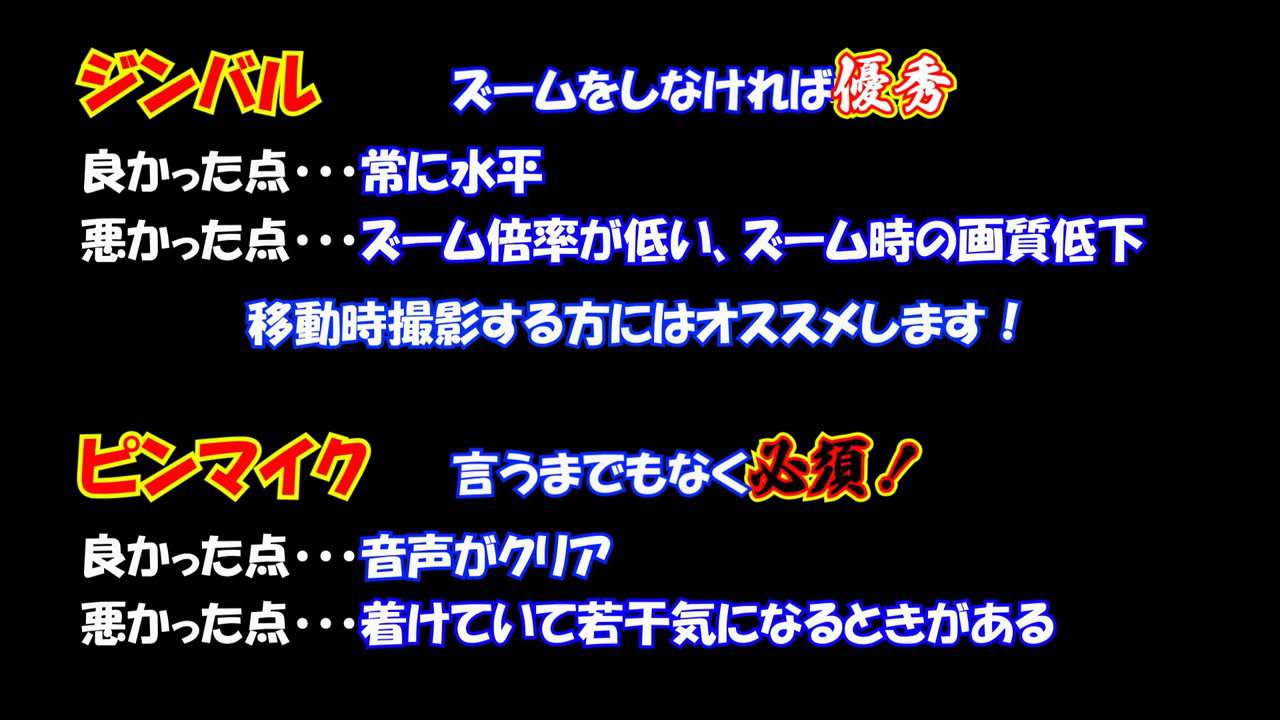 ジンバル ズームをしなければ優秀
良かった点･･･常に水平
悪かった点･･･ズーム倍率が低い、ズーム時の画質低下
移動時撮影する方にはオススメします！
ピンマイク 言うまでもなく必須！
良かった点･･･音声がクリア
悪かった点･･･着けていて若干気になるときがある